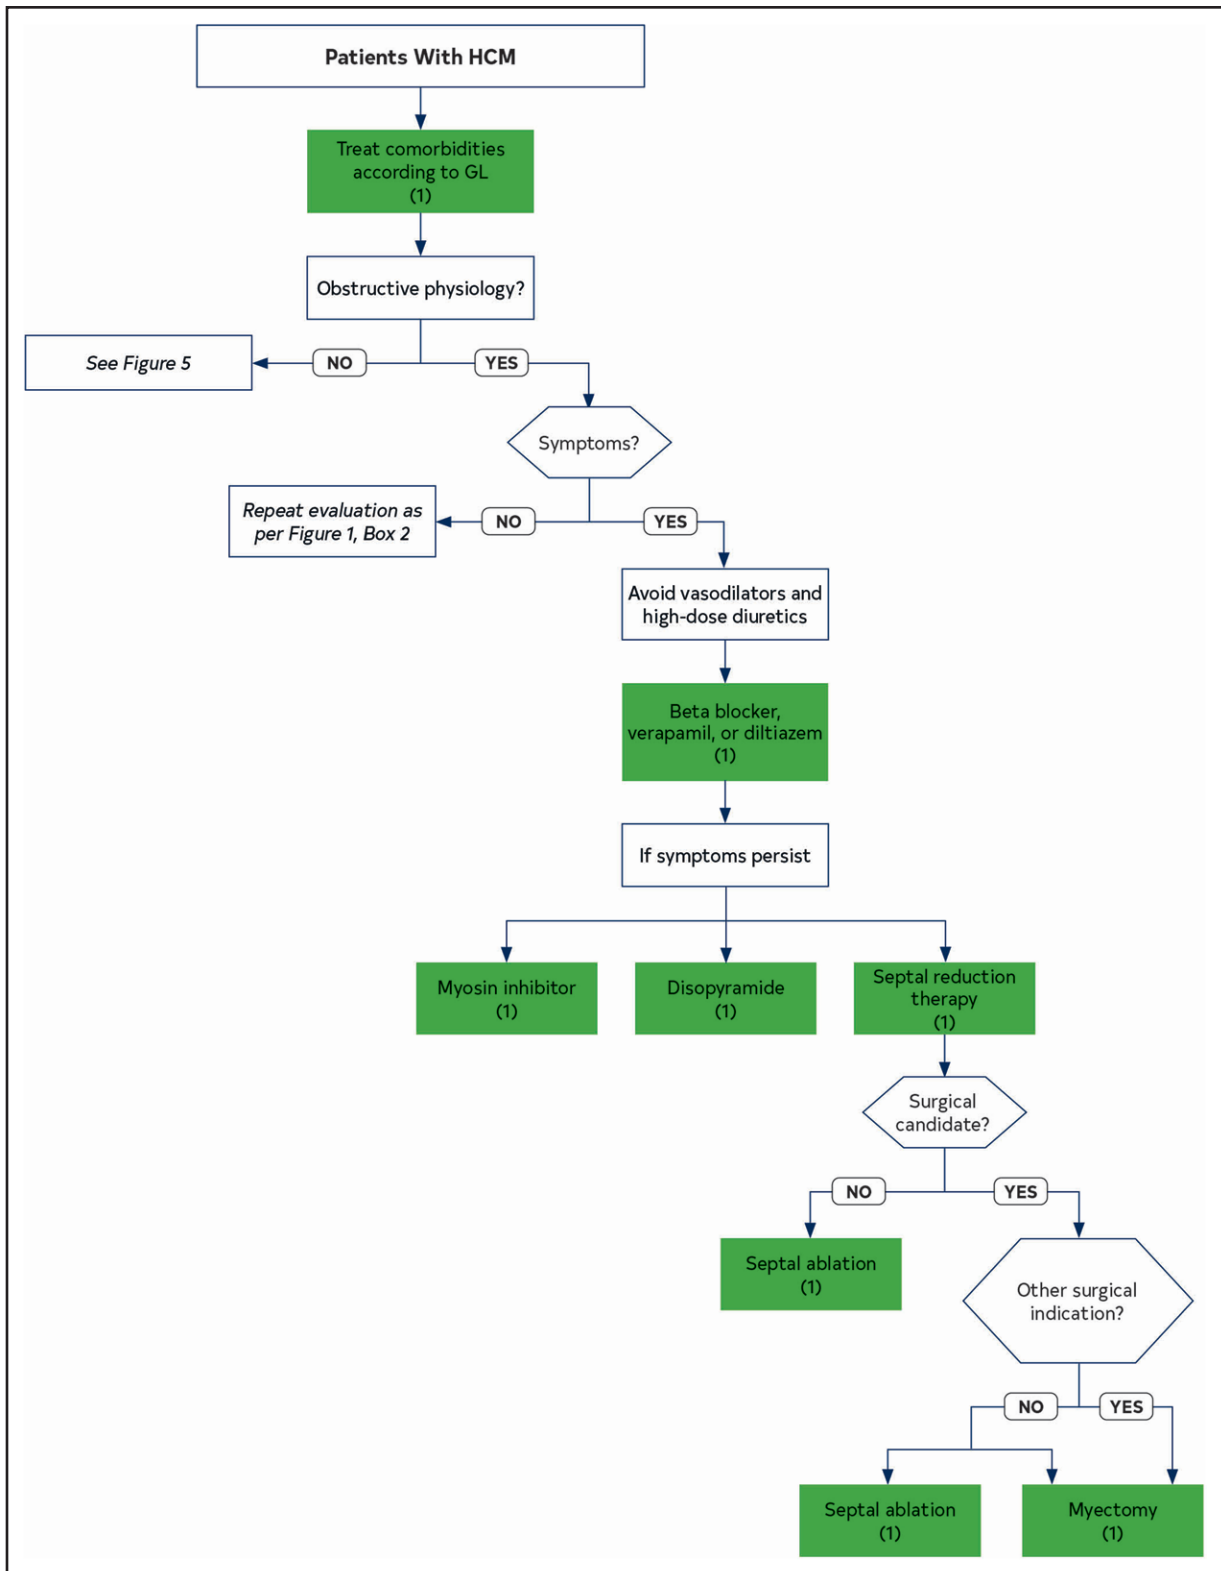 Patients With HCM
Treat comorbidities
according to GL
(1)
Obstructive physiology?
See Figure 5
NO
YES
Symptoms?
Repeat evaluation as
per Figure 1, Box 2
NO
YES
Avoid vasodilators and
high-dose diuretics
Beta blocker,
verapamil, or diltiazem
(1)
If symptoms persist
Myosin inhibitor
(1)
Disopyramide
(1)
Septal reduction
therapy
(1)
Surgical
candidate?
NO
YES
Septal ablation
(1)
Other surgical
indication?
NO
YES
Septal ablation
(1)
Myectomy
(1)